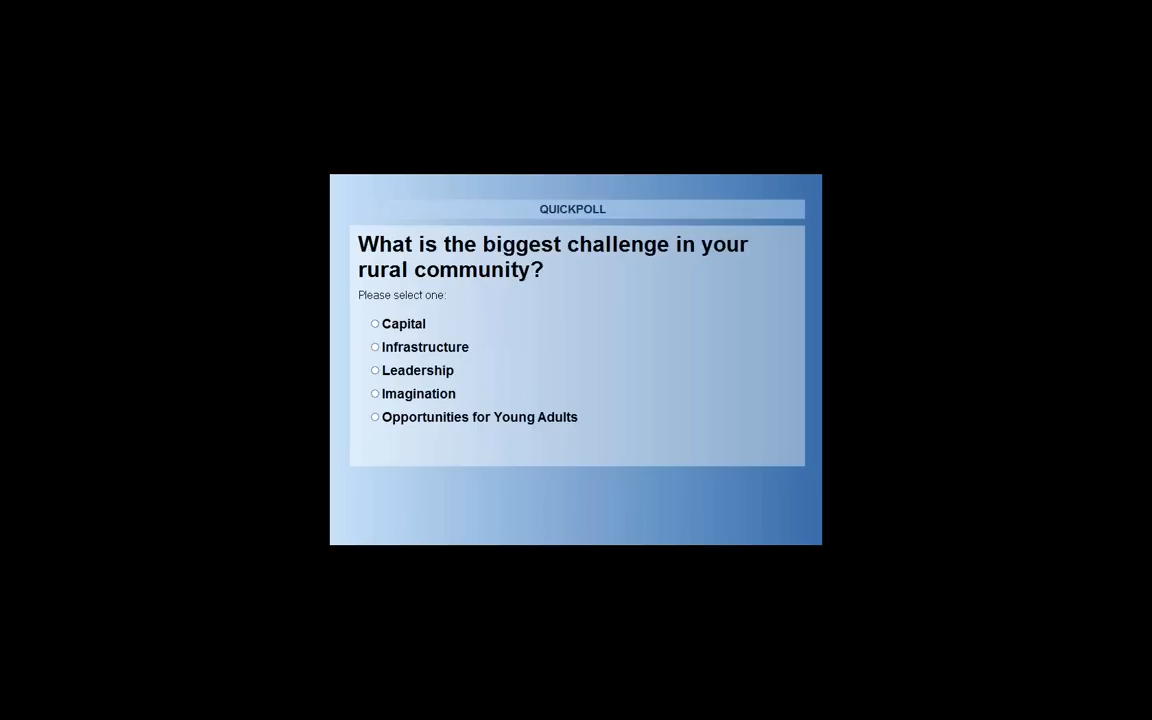 QUICKPOLL
What is the biggest challenge in your
rural community?
Please select one:
Capital
Infrastructure
Leadership
Imagination
Opportunities for Young Adults